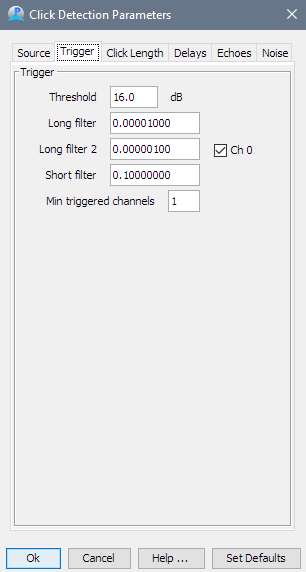 Click Detection Parameters
Source Trigger Click Length Delays Echoes Noise
Trigger
Threshold 16.0 dB
Long filter 0.00001000
Long filter 2 0.00000100 Ch 0
Short filter 0.10000000
Min triggered channels 1
Ok Cancel Help ... Set Defaults